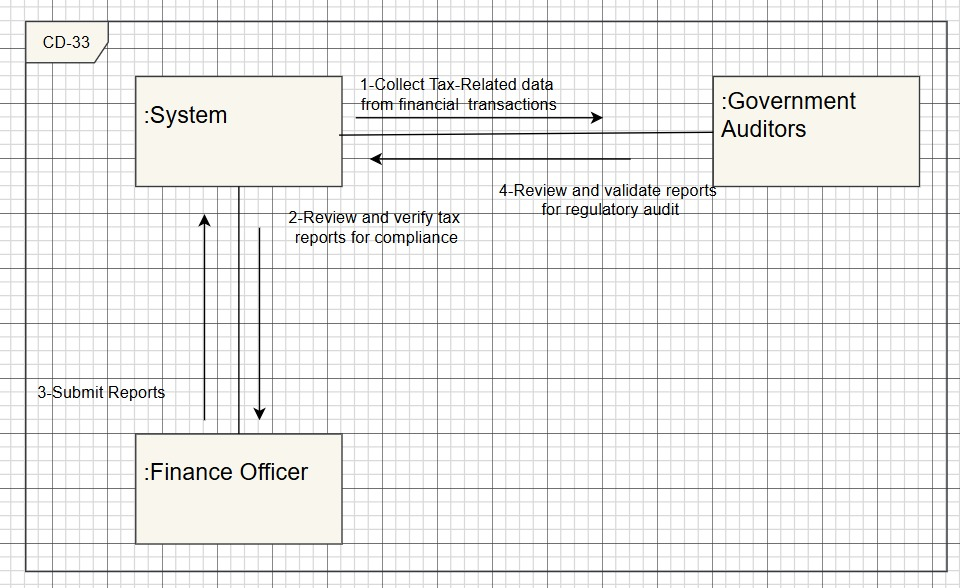 CD-33
:System
1-Collect Tax-Related data
from financial transactions
:Government
Auditors
4-Review and validate reports
for regulatory audit
2-Review and verify tax
reports for compliance
3-Submit Reports
:Finance Officer